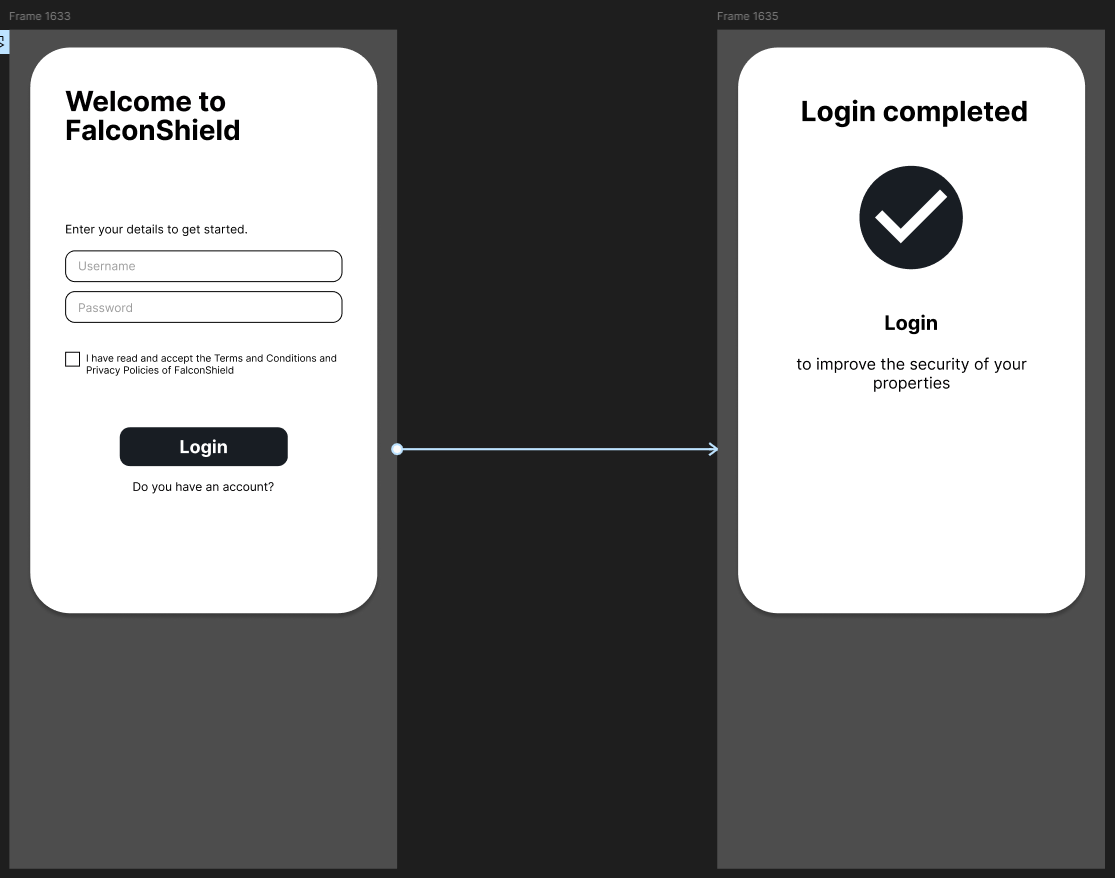 Frame 1633
Welcome to
FalconShield
Enter your details to get started.
Username
Password
I have read and accept the Terms and Conditions and
Privacy Policies of FalconShield
Login
Do you have an account?
Frame 1635
Login completed
Login
to improve the security of your
properties